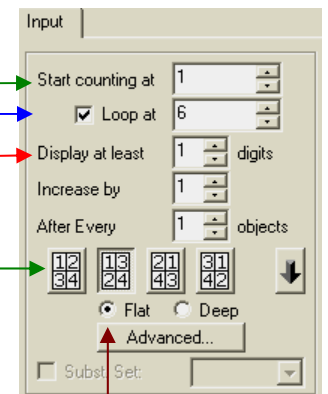 Input
Start counting at 1
Loop at 6
Display at least 1 digits
Increase by 1
After Every 1 objects
12 13 21 31
34 24 43 42
Flat Deep
Advanced...
Subst. Set: